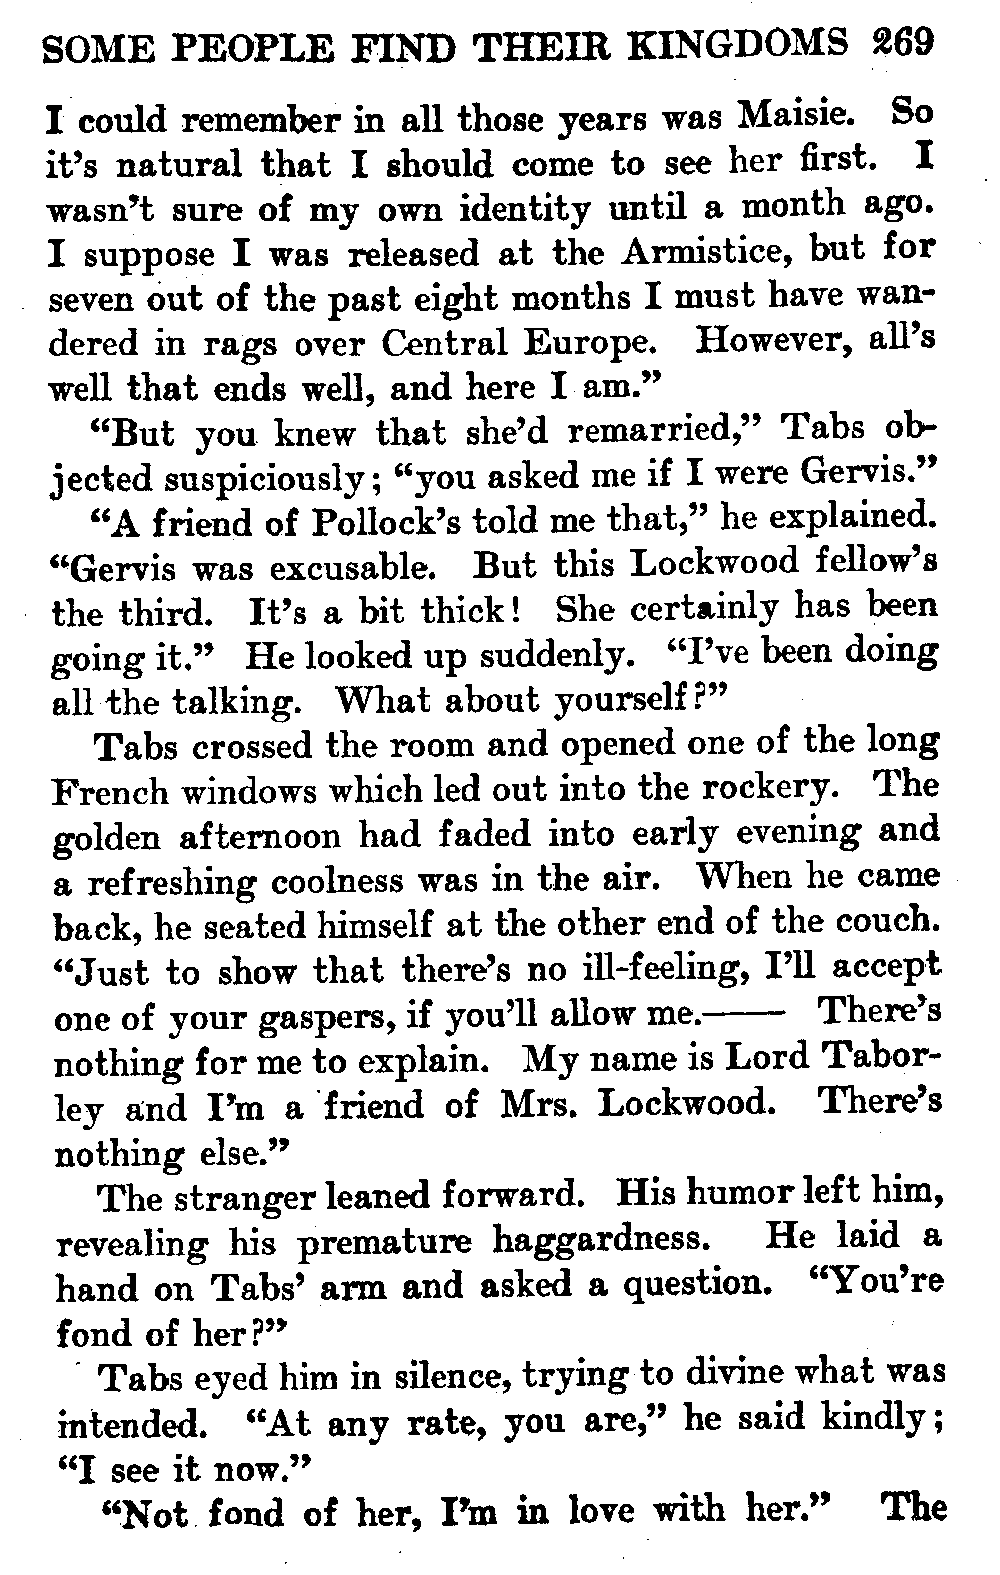 SOME PEOPLE FIND THEIR KINGDOMS 269
I could remember in all those years was Maisie. So
it's natural that I should come to see her first. I
wasn't sure of my own identity until a month ago.
I suppose I was released at the Armistice, but for
seven out of the past eight months I must have wan-
dered in rags over Central Europe. However, all's
well that ends well, and here I am."
"But you knew that she'd remarried," Tabs ob-
jected suspiciously; "you asked me if I were Gervis."
"A friend of Pollock's told me that," he explained.
"Gervis was excusable. But this Lockwood fellow's
the third. It's a bit thick! She certainly has been
going it." He looked up suddenly. "I've been doing
all the talking. What about yourself?"
Tabs crossed the room and opened one of the long
French windows which led out into the rockery. The
golden afternoon had faded into early evening and
a refreshing coolness was in the air. When he came
back, he seated himself at the other end of the couch.
"Just to show that there's no ill-feeling, I'll accept
one of your gaspers, if you'll allow me.—— There's
nothing for me to explain. My name is Lord Tabor-
ley and I'm a friend of Mrs. Lockwood. There's
nothing else."
The stranger leaned forward. His humor left him,
revealing his premature haggardness. He laid a
hand on Tabs' arm and asked a question. "You're
fond of her?"
Tabs eyed him in silence, trying to divine what was
intended. "At any rate, you are," he said kindly;
"I see it now."
"Not fond of her, I'm in love with her." The